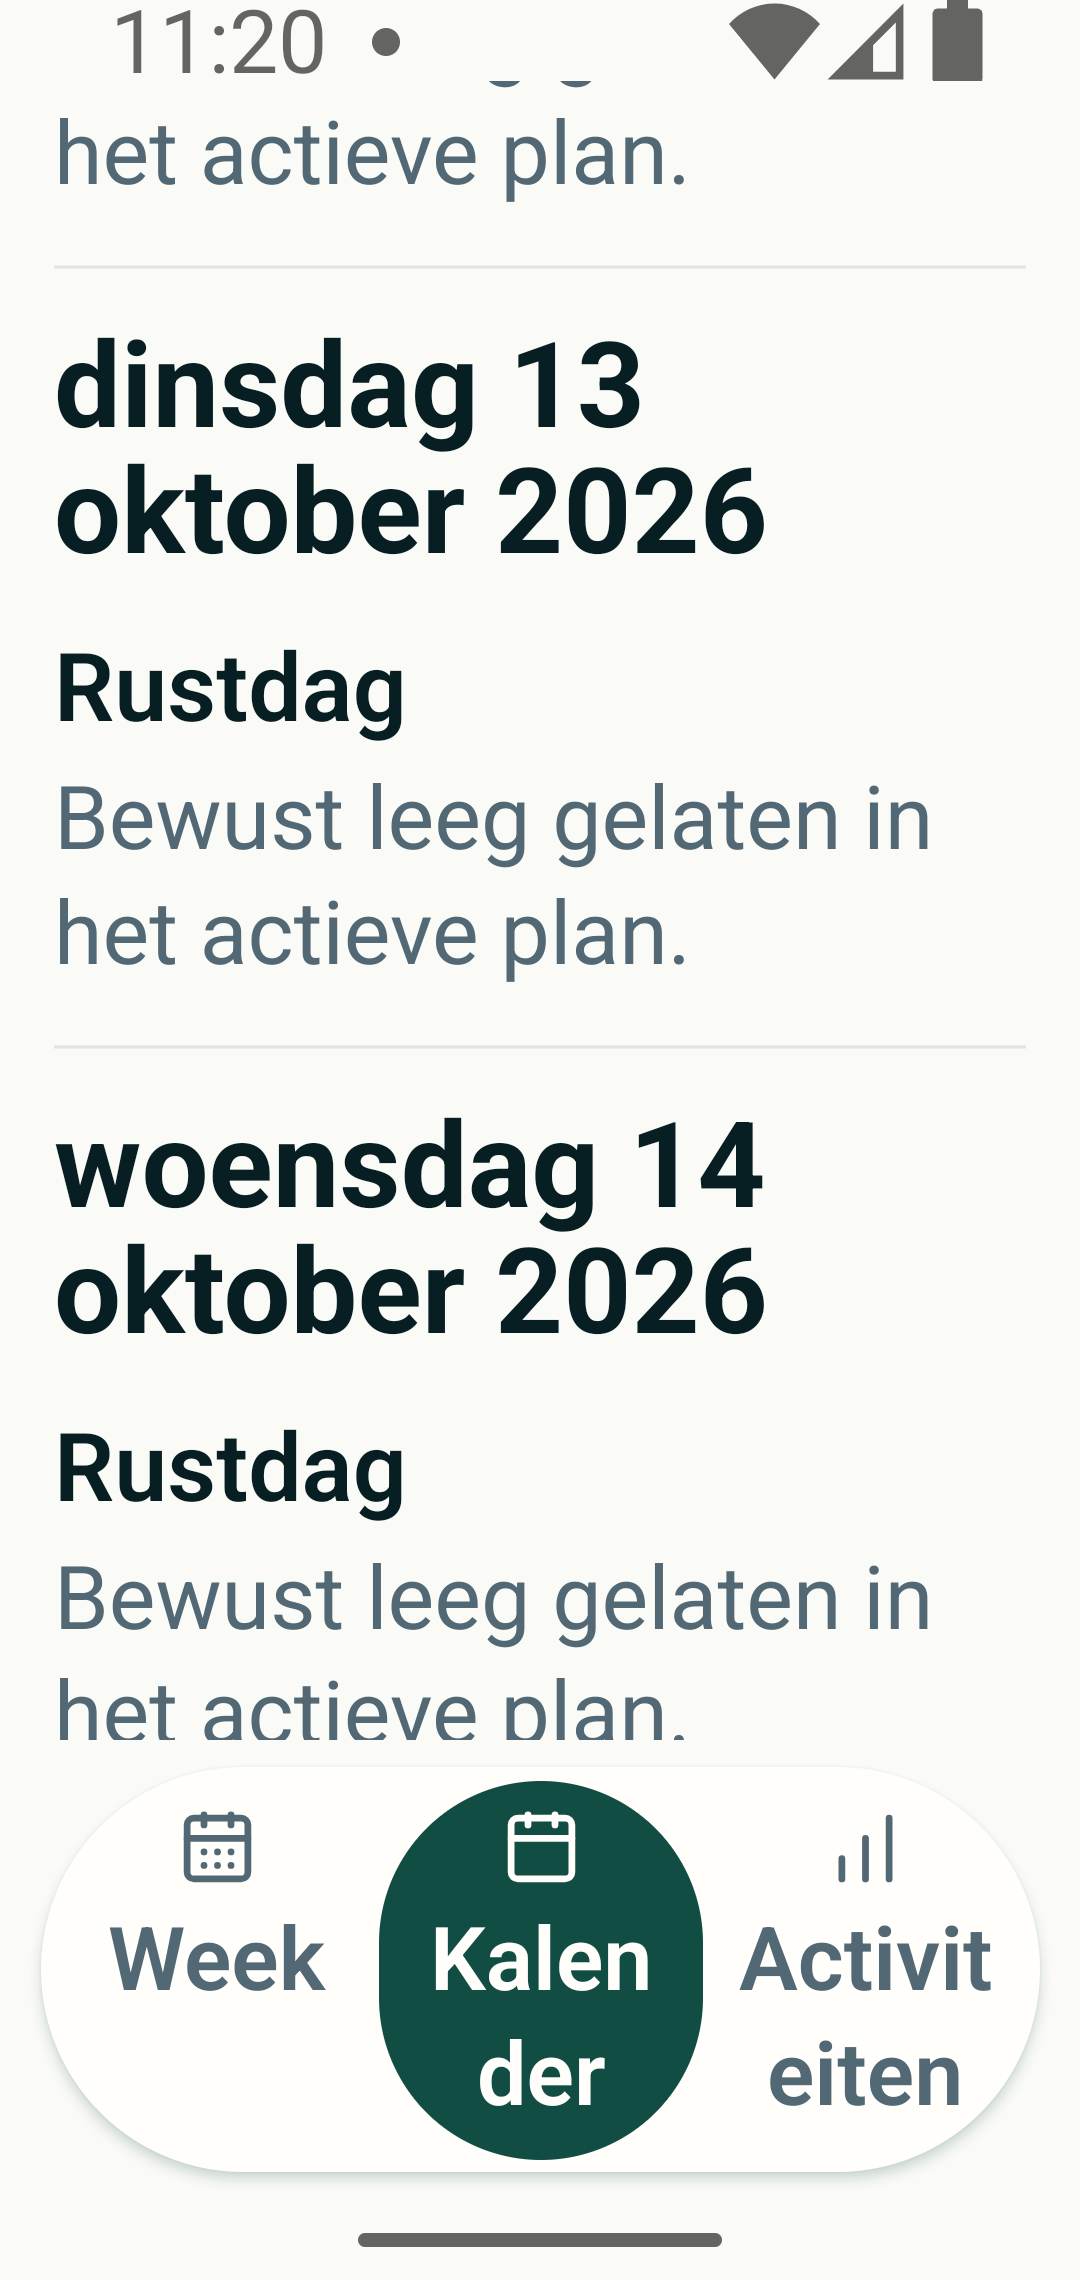 11:20
het actieve plan.
dinsdag 13
oktober 2026
Rustdag
Bewust leeg gelaten in
het actieve plan.
woensdag 14
oktober 2026
Rustdag
Bewust leeg gelaten in
het actieve plan.
Week
Kalen
der
Activit
eiten